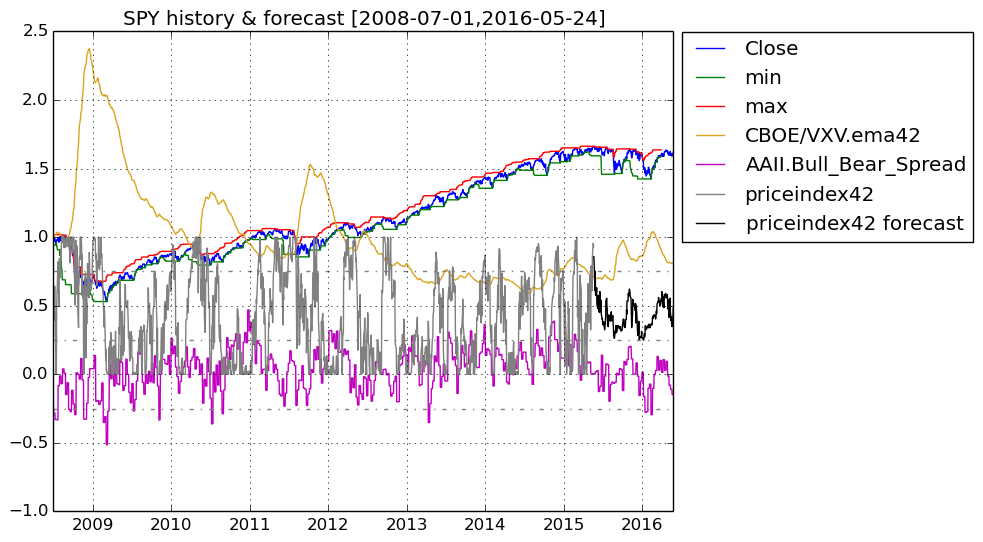 SPY history & forecast [2008-07-01,2016-05-24]
2.5
2.0
1.5
1.0
0.5
0.0
−0.5
−1.0
2009 2010 2011 2012 2013 2014 2015 2016
Close
min
max
CBOE/VXV.ema42
AAII.Bull_Bear_Spread
priceindex42
priceindex42 forecast